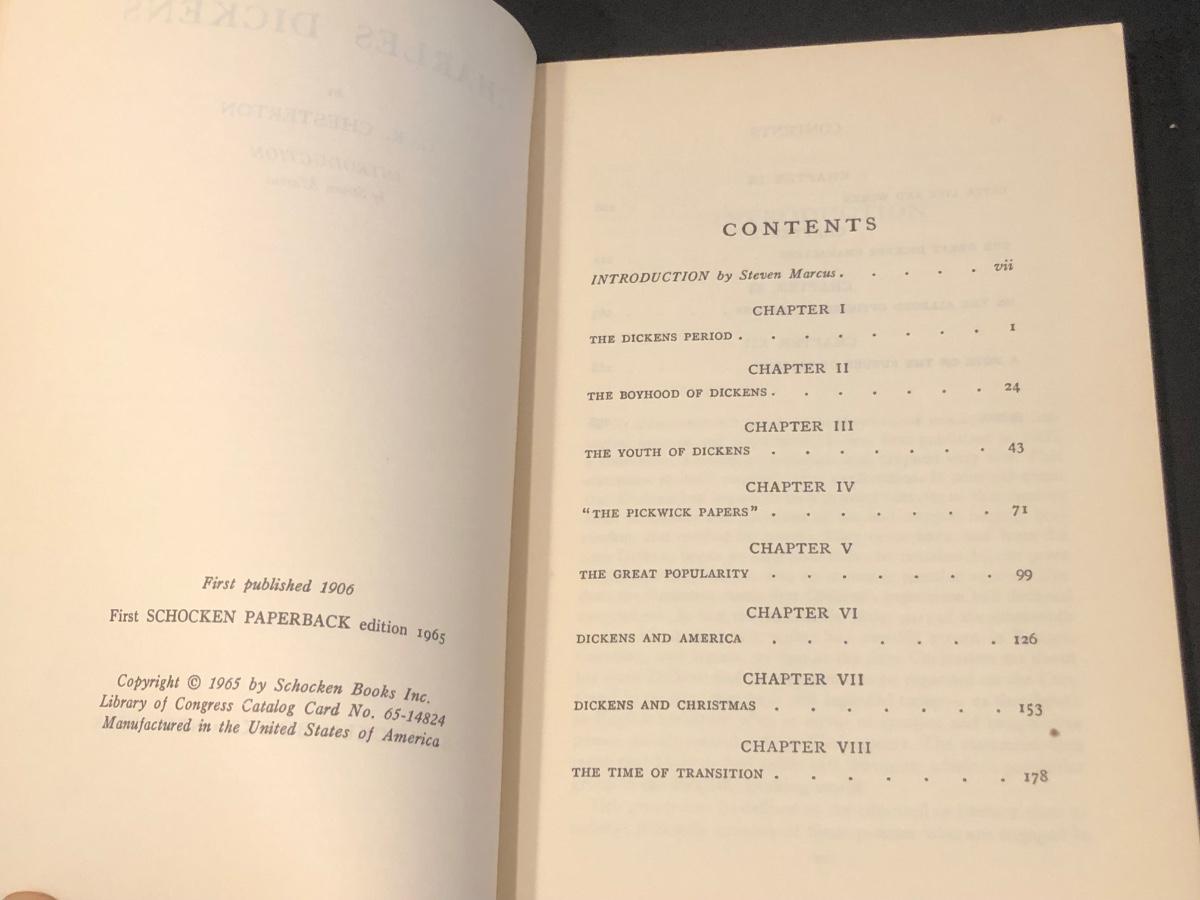 First published 1906
First SCHOCKEN PAPERBACK edition 1965
Copyright © 1965 by Schocken Books Inc.
Library of Congress Catalog Card No. 65-14824
Manufactured in the United States of America
CONTENTS
INTRODUCTION by Steven Marcus . . . . . vii
CHAPTER I
THE DICKENS PERIOD . . . . . . . . 1
CHAPTER II
THE BOYHOOD OF DICKENS . . . . . . . 24
CHAPTER III
THE YOUTH OF DICKENS . . . . . . . 43
CHAPTER IV
"THE PICKWICK PAPERS" . . . . . . . 71
CHAPTER V
THE GREAT POPULARITY . . . . . . . 99
CHAPTER VI
DICKENS AND AMERICA . . . . . . . 126
CHAPTER VII
DICKENS AND CHRISTMAS . . . . . . . 153
CHAPTER VIII
THE TIME OF TRANSITION . . . . . . . 178